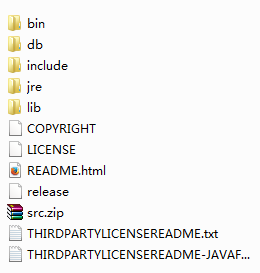 bin
db
include
jre
lib
COPYRIGHT
LICENSE
README.html
release
src.zip
THIRDPARTYLICENSEREADME.txt
THIRDPARTYLICENSEREADME-JAVAF...